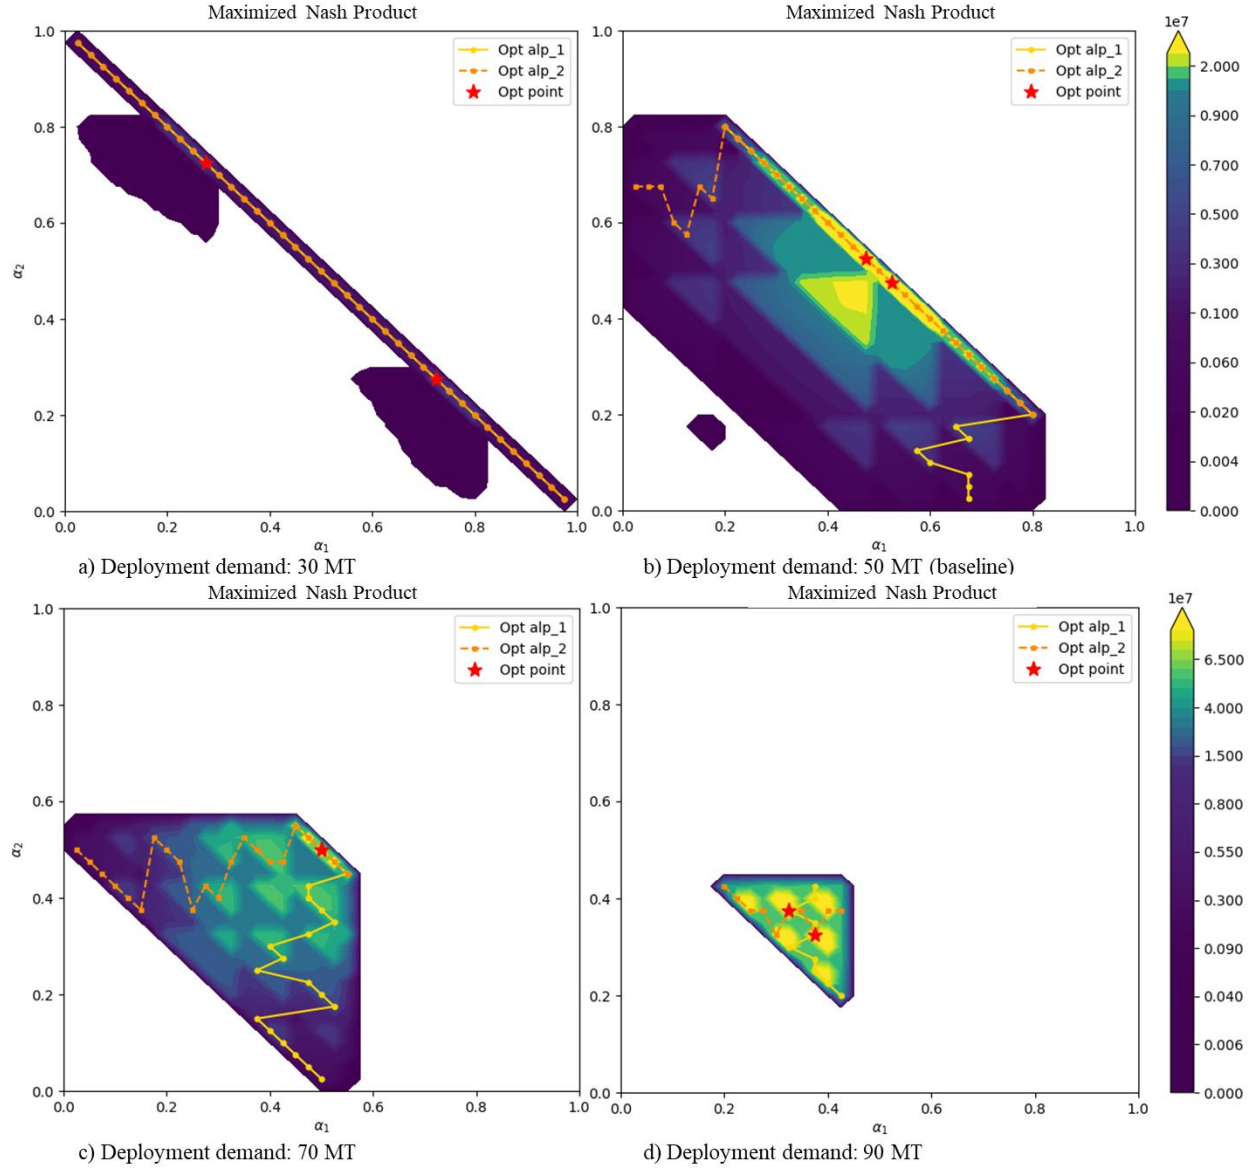 Maximized Nash Product
1.0
0.8
0.6
0.4
0.2
0.0
α₂
Opt alp_1
Opt alp_2
Opt point
0.0 0.2 0.4 0.6 0.8 1.0
α₁
a) Deployment demand: 30 MT
Maximized Nash Product
1.0
0.8
0.6
0.4
0.2
0.0
Opt alp_1
Opt alp_2
Opt point
0.0 0.2 0.4 0.6 0.8 1.0
α₁
b) Deployment demand: 50 MT (baseline)
1e7
2.000
0.900
0.700
0.500
0.300
0.100
0.060
0.020
0.004
0.000
Maximized Nash Product
1.0
0.8
0.6
0.4
0.2
0.0
α₂
Opt alp_1
Opt alp_2
Opt point
0.0 0.2 0.4 0.6 0.8 1.0
α₁
c) Deployment demand: 70 MT
Maximized Nash Product
1.0
0.8
0.6
0.4
0.2
0.0
Opt alp_1
Opt alp_2
Opt point
0.0 0.2 0.4 0.6 0.8 1.0
α₁
d) Deployment demand: 90 MT
1e7
6.500
4.000
1.500
0.800
0.550
0.300
0.090
0.040
0.006
0.000